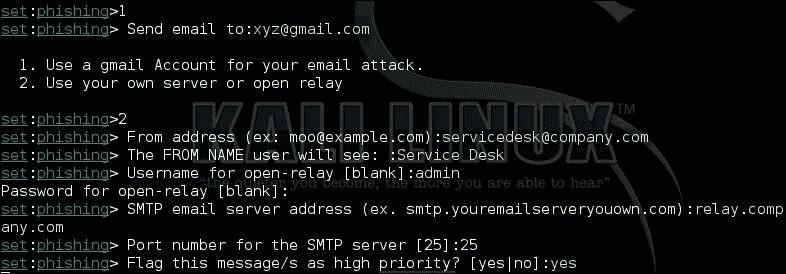 set:phishing>1
set:phishing> Send email to:xyz@gmail.com
1. Use a gmail Account for your email attack.
2. Use your own server or open relay
set:phishing>2
KALI LINUX™
set:phishing> From address (ex: moo@example.com):servicedesk@company.com
set:phishing> The FROM NAME user will see: :Service Desk
set:phishing> Username for open-relay [blank]:admin
"the quieter you become, the more you are able to hear"
Password for open-relay [blank]:
set:phishing> SMTP email server address (ex. smtp.youremailserveryouown.com):relay.comp
any.com
set:phishing> Port number for the SMTP server [25]:25
set:phishing> Flag this message/s as high priority? [yes|no]:yes